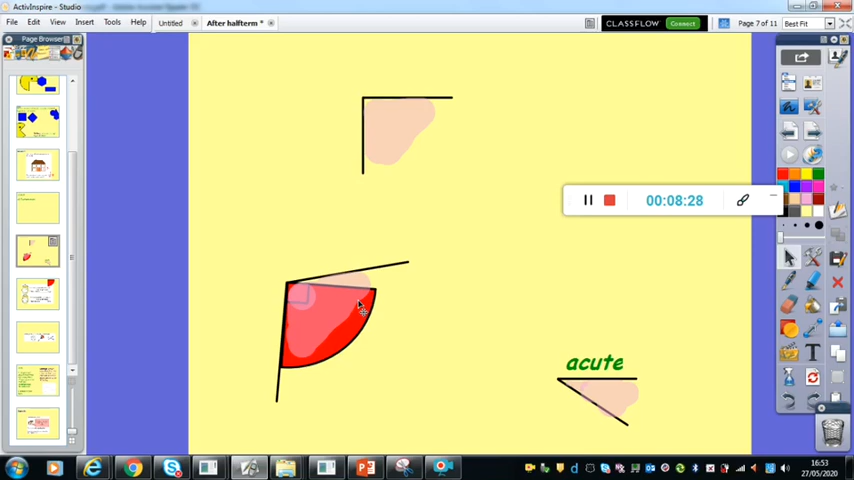 ActivInspire - Studio
File Edit View Insert Tools Help
Untitled
After halfterm *
CLASSFLOW Connect
Page 7 of 11
Best Fit
Page Browser
00:08:28
acute
16:53
27/05/2020